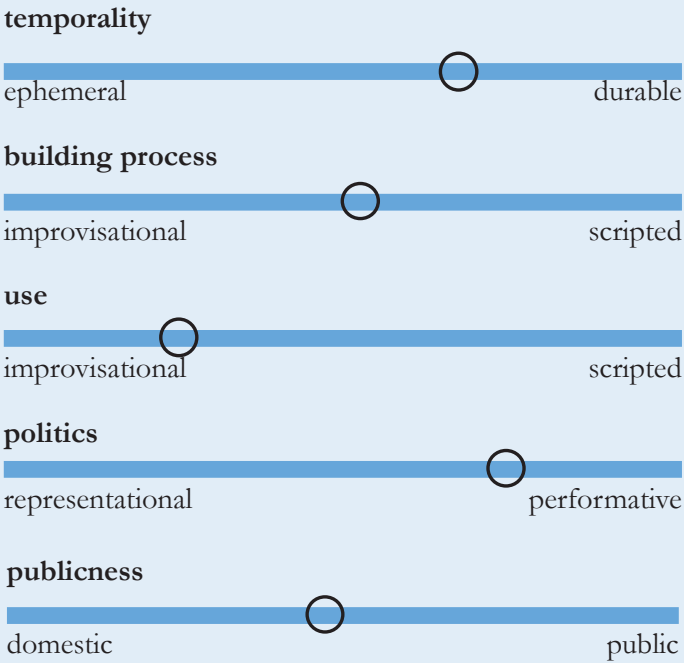 temporality
ephemeral durable
building process
improvisational scripted
use
improvisational scripted
politics
representational performative
publicness
domestic public